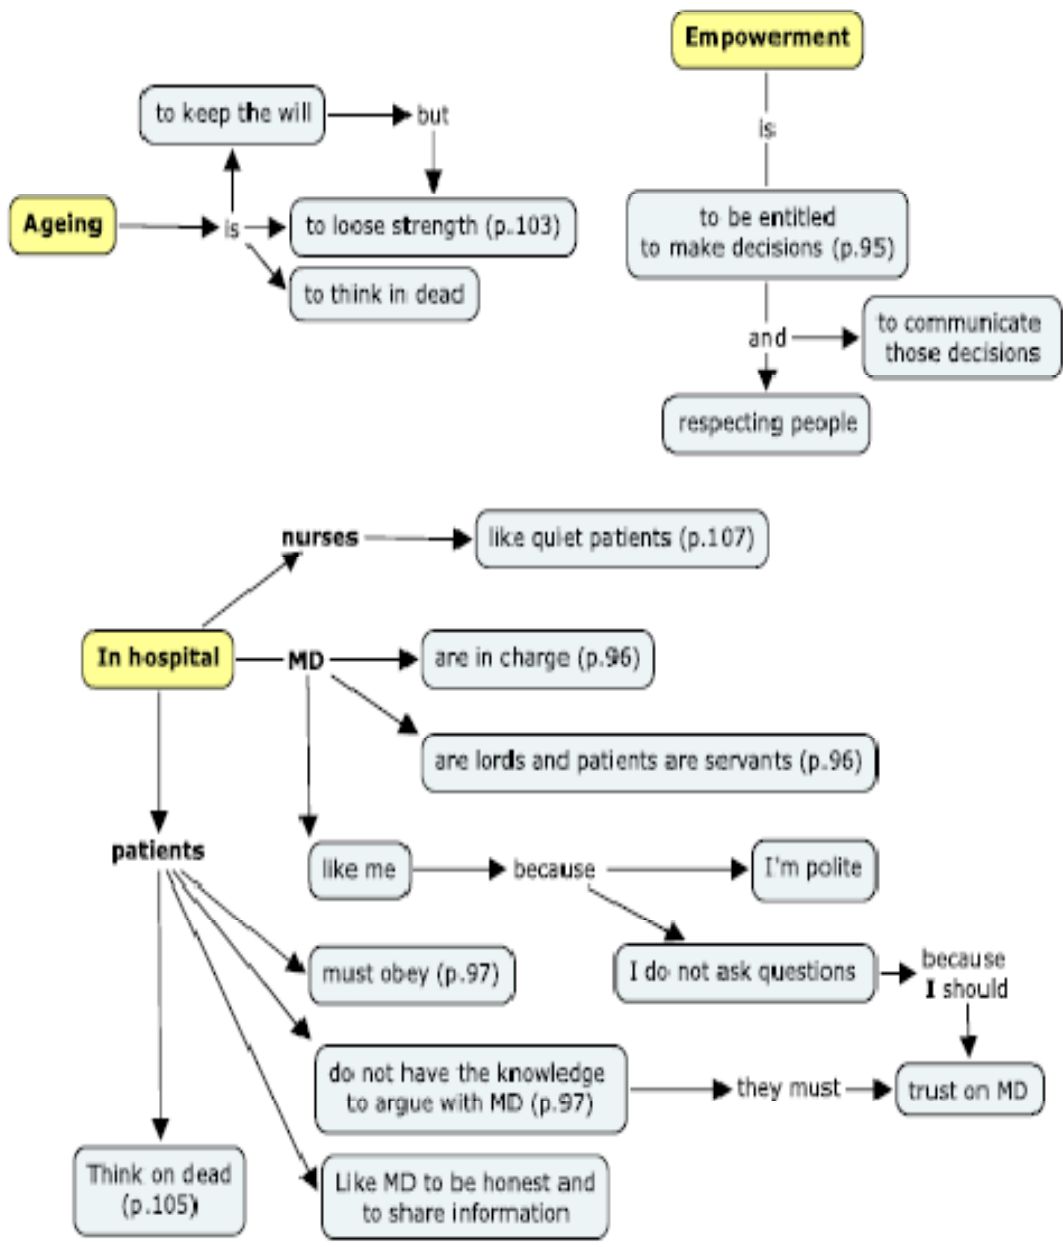 Empowerment
to keep the will
but
is
Ageing
is
to loose strength (p.103)
to be entitled
to make decisions (p.95)
to think in dead
and
to communicate
those decisions
respecting people
nurses
like quiet patients (p.107)
In hospital
MD
are in charge (p.96)
are lords and patients are servants (p.96)
patients
like me
because
I'm polite
must obey (p.97)
I do not ask questions
because
I should
do not have the knowledge
to argue with MD (p.97)
they must
trust on MD
Think on dead
(p.105)
Like MD to be honest and
to share information